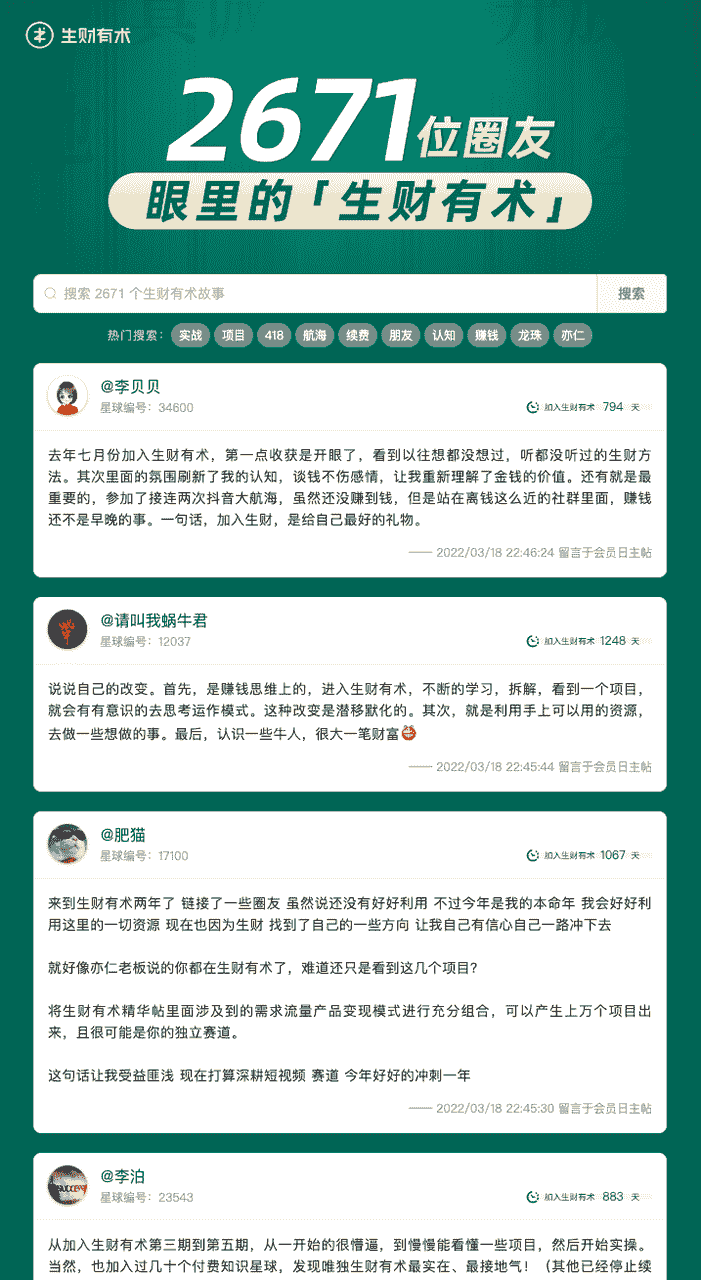 生财有术
2671位圈友
眼里的「生财有术」
搜索 2671 个生财有术故事
搜索
热门搜索：
实战
项目
418
航海
续费
朋友
认知
赚钱
龙珠
亦仁
@李贝贝
星球编号：34600
加入生财有术 794 天
去年七月份加入生财有术，第一点收获是开眼了，看到以往想都没想过，听都没听过的生财方
法。其次里面的氛围刷新了我的认知，谈钱不伤感情，让我重新理解了金钱的价值。还有就是最
重要的，参加了接连两次抖音大航海，虽然还没赚到钱，但是站在离钱这么近的社群里面，赚钱
还不是早晚的事。一句话，加入生财，是给自己最好的礼物。
—— 2022/03/18 22:46:24 留言于会员日主帖
@请叫我蜗牛君
星球编号：12037
加入生财有术 1248 天
说说自己的改变。首先，是赚钱思维上的，进入生财有术，不断的学习，拆解，看到一个项目，
就会有有意识的去思考运作模式。这种改变是潜移默化的。其次，就是利用手上可以用的资源，
去做一些想做的事。最后，认识一些牛人，很大一笔财富
—— 2022/03/18 22:45:44 留言于会员日主帖
@肥猫
星球编号：17100
加入生财有术 1067 天
来到生财有术两年了 链接了一些圈友 虽然说还没有好好利用 不过今年是我的本命年 我会好好利
用这里的一切资源 现在也因为生财 找到了自己的一些方向 让我自己有信心自己一路冲下去
就好像亦仁老板说的你都在生财有术了，难道还只是看到这几个项目？
将生财有术精华帖里面涉及到的需求流量产品变现模式进行充分组合，可以产生上万个项目出
来，且很可能是你的独立赛道。
这句话让我受益匪浅 现在打算深耕短视频 赛道 今年好好的冲刺一年
—— 2022/03/18 22:45:30 留言于会员日主帖
@李泊
星球编号：23543
加入生财有术 883 天
从加入生财有术第三期到第五期，从一开始的很懵逼，到慢慢能看懂一些项目，然后开始实操。
当然，也加入过几十个付费知识星球，发现唯独生财有术最实在、最接地气！（其他已经停止续